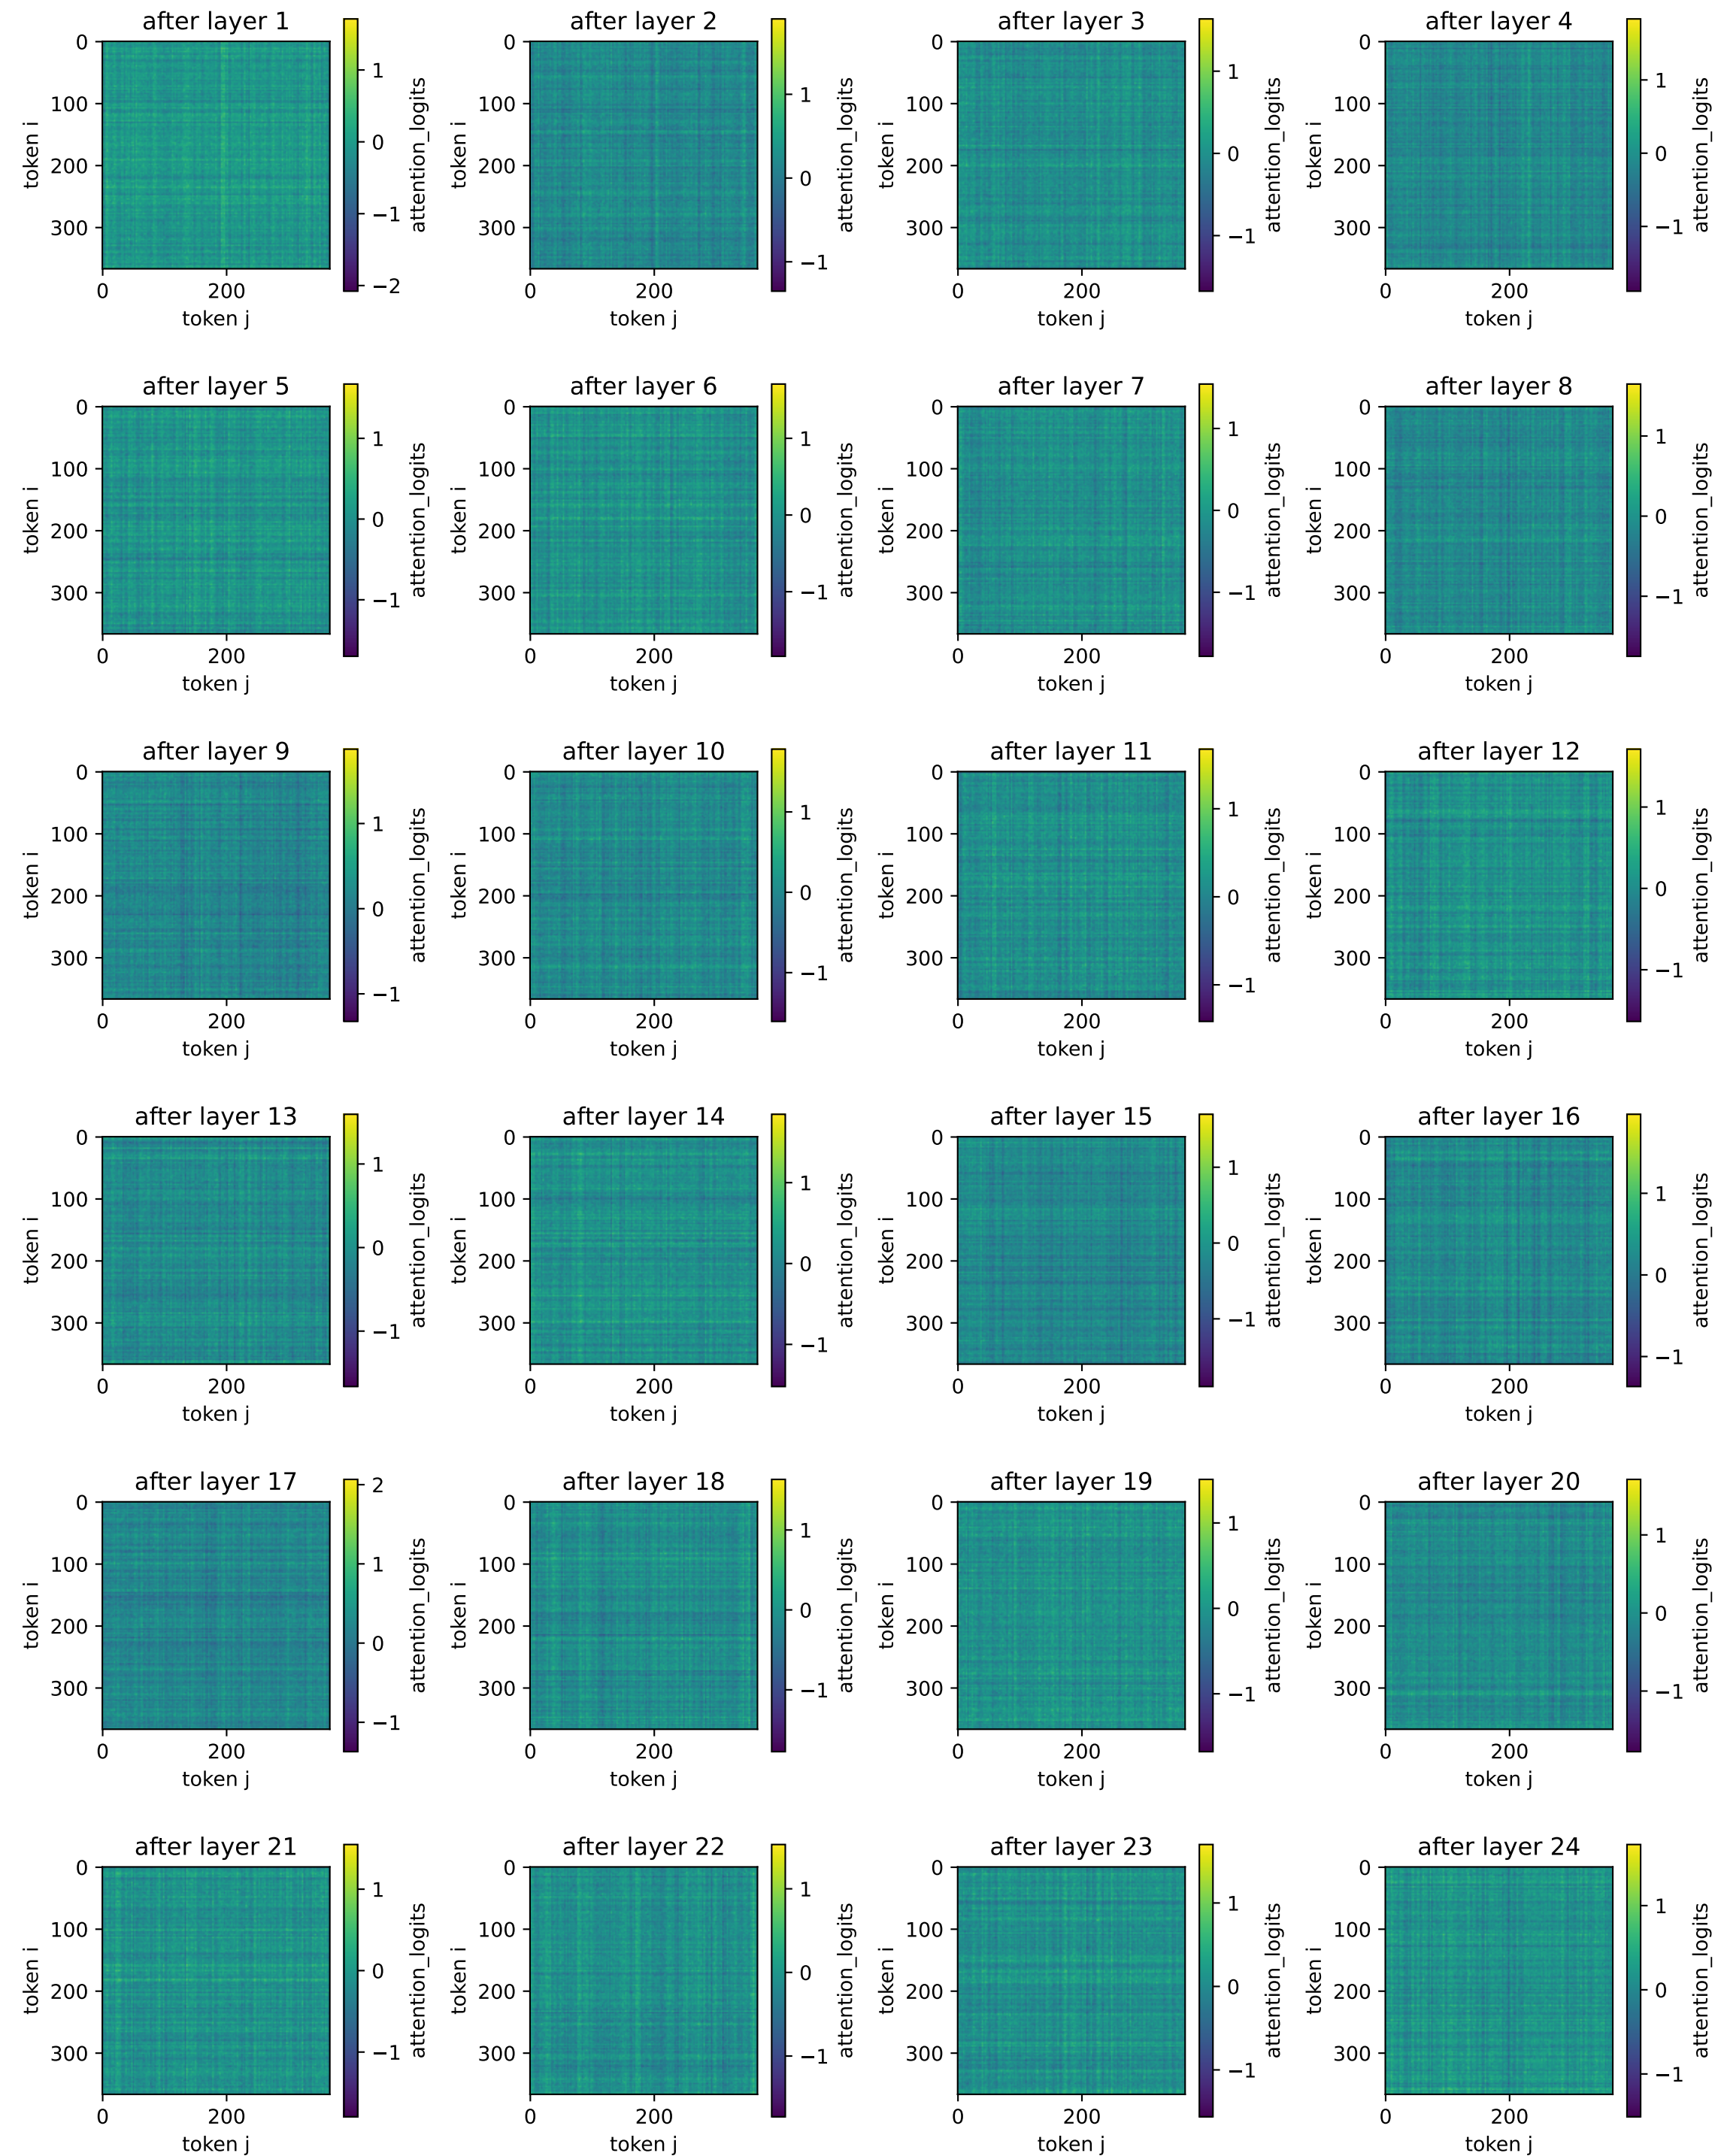 after layer 1 after layer 2 after layer 3 after layer 4
0 100 200 300 token i 0 200 token j 1 0 −1 −2 attention_logits
0 200 token j 1 0 −1 attention_logits token i
0 100 200 300 token i 0 200 token j 1 0 −1 attention_logits
0 100 200 300 token i 0 200 token j 1 0 −1 attention_logits
after layer 5 after layer 6 after layer 7 after layer 8
0 100 200 300 token i 0 200 token j 1 0 −1 attention_logits
0 100 200 300 token i 0 200 token j 1 0 −1 attention_logits
0 100 200 300 token i 0 200 token j 1 0 −1 attention_logits
0 100 200 300 token i 0 200 token j 1 0 −1 attention_logits
after layer 9 after layer 10 after layer 11 after layer 12
0 100 200 300 token i 0 200 token j 1 0 −1 attention_logits
0 100 200 300 token i 0 200 token j 1 0 −1 attention_logits
0 100 200 300 token i 0 200 token j 1 0 −1 attention_logits
0 100 200 300 token i 0 200 token j 1 0 −1 attention_logits
after layer 13 after layer 14 after layer 15 after layer 16
0 100 200 300 token i 0 200 token j 1 0 −1 attention_logits
0 100 200 300 token i 0 200 token j 1 0 −1 attention_logits
0 100 200 300 token i 0 200 token j 1 0 −1 attention_logits
0 100 200 300 token i 0 200 token j 1 0 −1 attention_logits
after layer 17 after layer 18 after layer 19 after layer 20
0 100 200 300 token i 0 200 token j 2 1 0 −1 attention_logits
0 100 200 300 token i 0 200 token j 1 0 −1 attention_logits
0 100 200 300 token i 0 200 token j 1 0 −1 attention_logits
0 100 200 300 token i 0 200 token j 1 0 −1 attention_logits
after layer 21 after layer 22 after layer 23 after layer 24
0 100 200 300 token i 0 200 token j 1 0 −1 attention_logits
0 100 200 300 token i 0 200 token j 1 0 −1 attention_logits
0 100 200 300 token i 0 200 token j 1 0 −1 attention_logits
0 100 200 300 token i 0 200 token j 1 0 −1 attention_logits